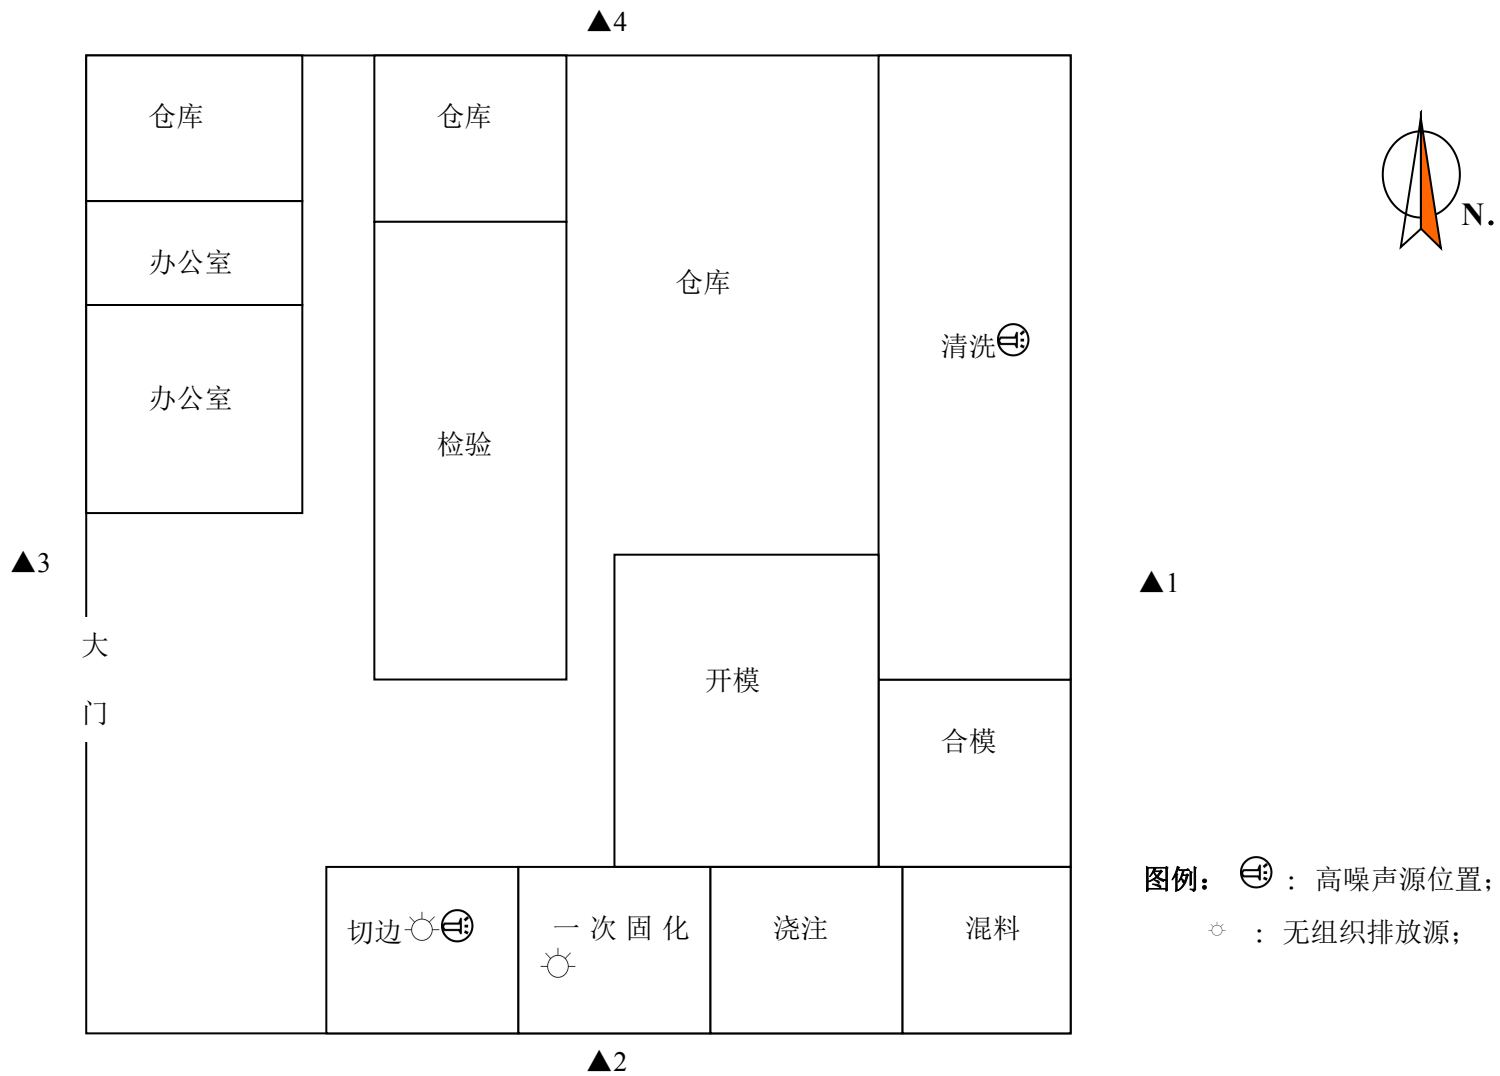 ▲4
仓库
仓库
N.
办公室
仓库
清洗
办公室
检验
▲3
▲1
大
门
开模
合模
图例： ：高噪声源位置；
切边
一次固化
浇注
混料
：无组织排放源；
▲2